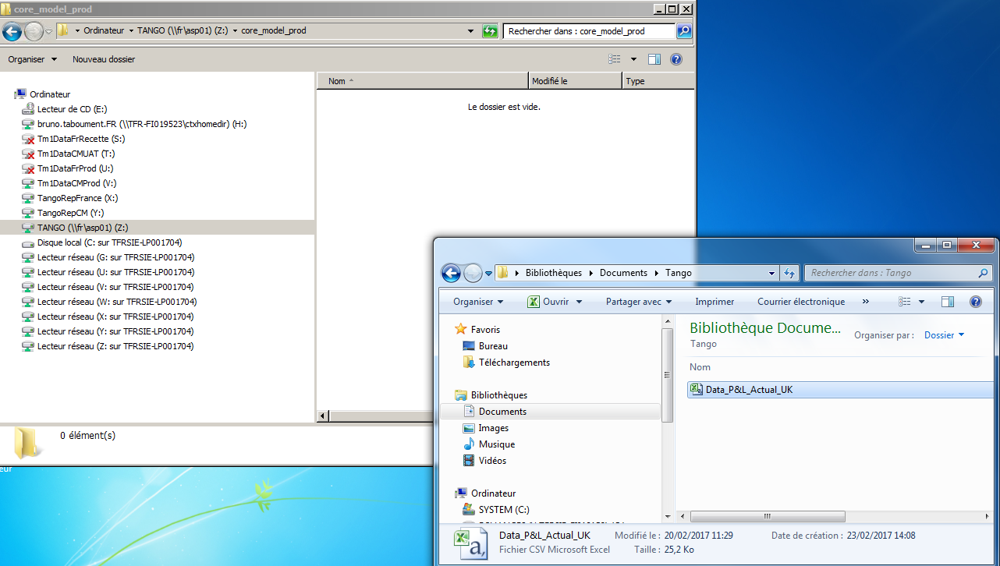 core_model_prod
Ordinateur TANGO (\\fr\asp01) (Z:) core_model_prod
Rechercher dans : core_model_prod
Organiser Nouveau dossier
Nom Modifié le Type
Le dossier est vide.
Ordinateur
Lecteur de CD (E:)
bruno.taboument.FR (\\TFR-FI019523\ctxhomedir) (H:)
Tm1DataFrRecette (S:)
Tm1DataCMUAT (T:)
Tm1DataFrProd (U:)
Tm1DataCMProd (V:)
TangoRepFrance (X:)
TangoRepCM (Y:)
TANGO (\\fr\asp01) (Z:)
Disque local (C: sur TFRSIE-LP001704)
Lecteur réseau (G: sur TFRSIE-LP001704)
Lecteur réseau (U: sur TFRSIE-LP001704)
Lecteur réseau (V: sur TFRSIE-LP001704)
Lecteur réseau (W: sur TFRSIE-LP001704)
Lecteur réseau (X: sur TFRSIE-LP001704)
Lecteur réseau (Y: sur TFRSIE-LP001704)
Lecteur réseau (Z: sur TFRSIE-LP001704)
0 élément(s)
eur
Bibliothèques Documents Tango
Rechercher dans : Tango
Organiser Ouvrir Partager avec Imprimer Courrier électronique »
Favoris
Bureau
Téléchargements
Bibliothèques
Documents
Images
Musique
Vidéos
Ordinateur
SYSTEM (C:)
Bibliothèque Docume...
Tango
Organiser par : Dossier
Nom
Data_P&L_Actual_UK
Data_P&L_Actual_UK Modifié le : 20/02/2017 11:29 Date de création : 23/02/2017 14:08
Fichier CSV Microsoft Excel Taille : 25,2 Ko